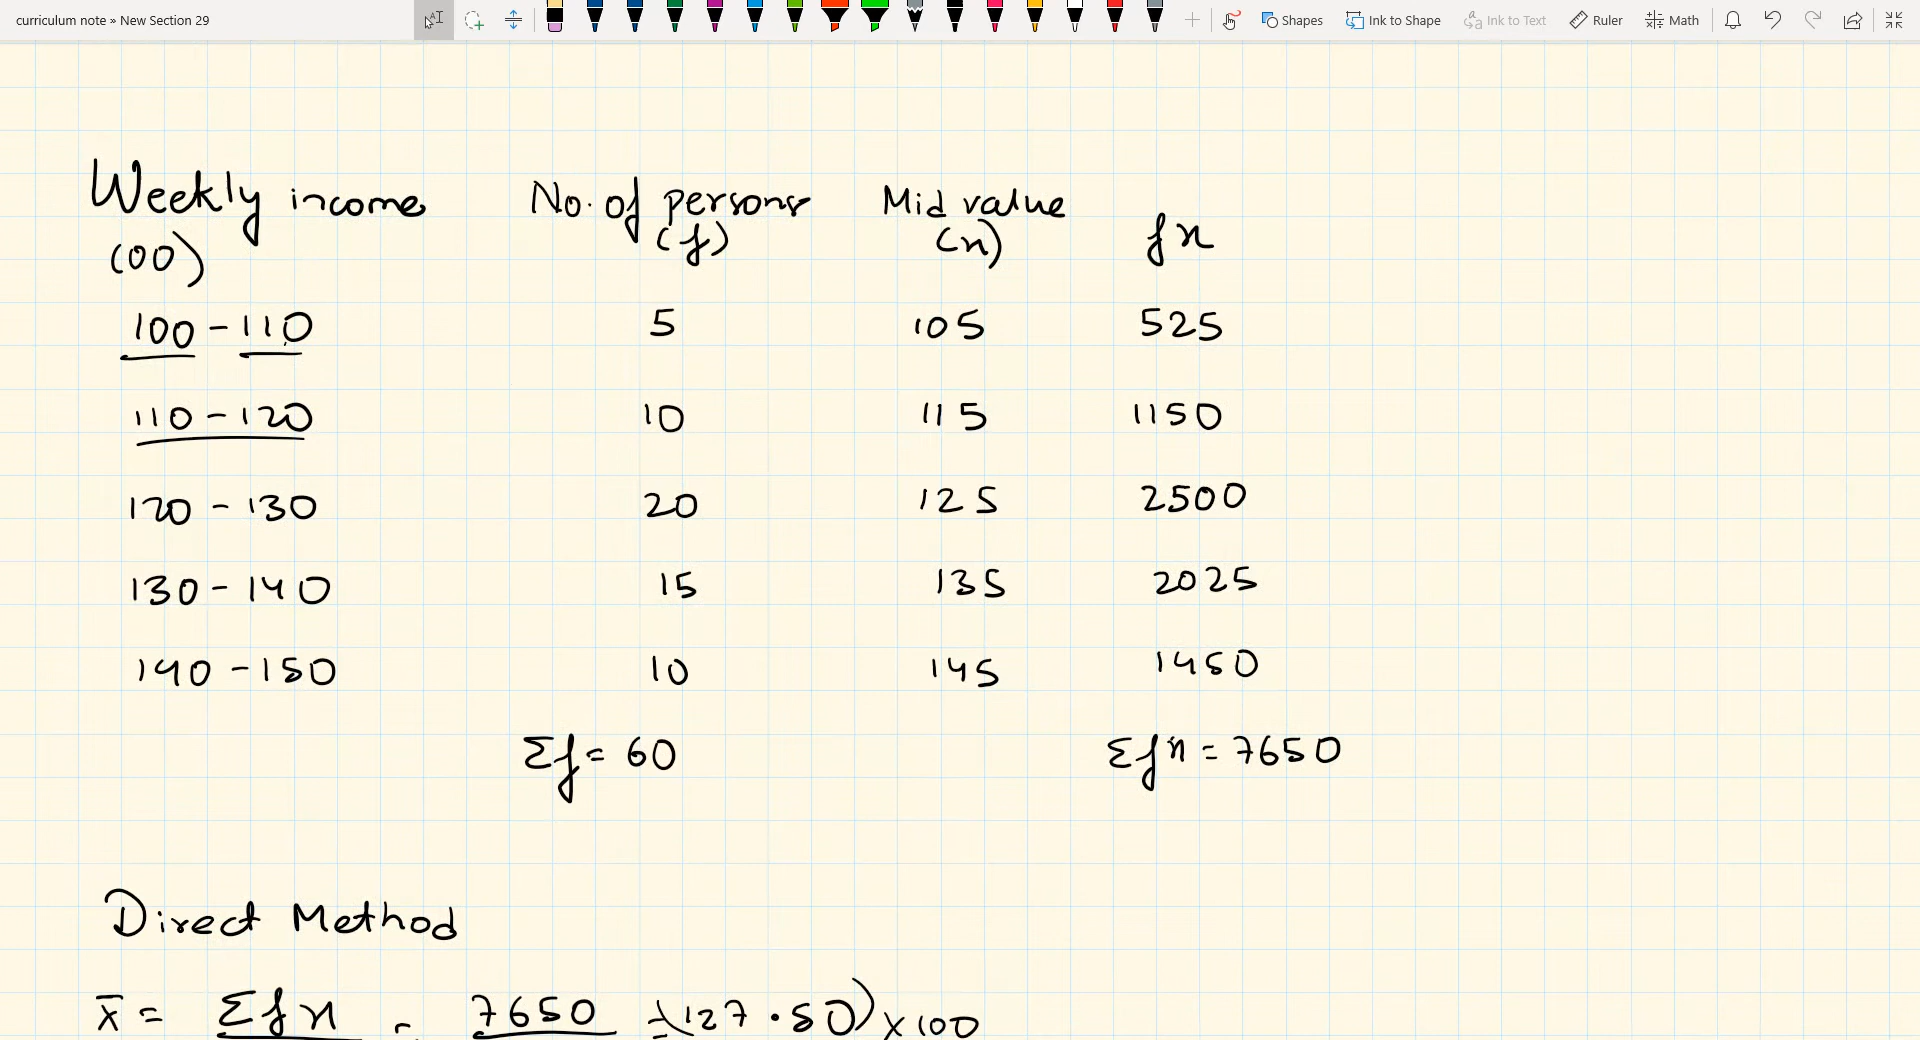 curriculum note » New Section 29
Shapes Ink to Shape Ink to Text Ruler Math
Weekly income No. of persons Mid value
(00) (f) (x) fx
100 - 110 5 105 525
110 - 120 10 115 1150
120 - 130 20 125 2500
130 - 140 15 135 2025
140 - 150 10 145 1450
Σf = 60 Σfx = 7650
Direct Method
x̄ = Σfx = 7650 = (127.50) × 100